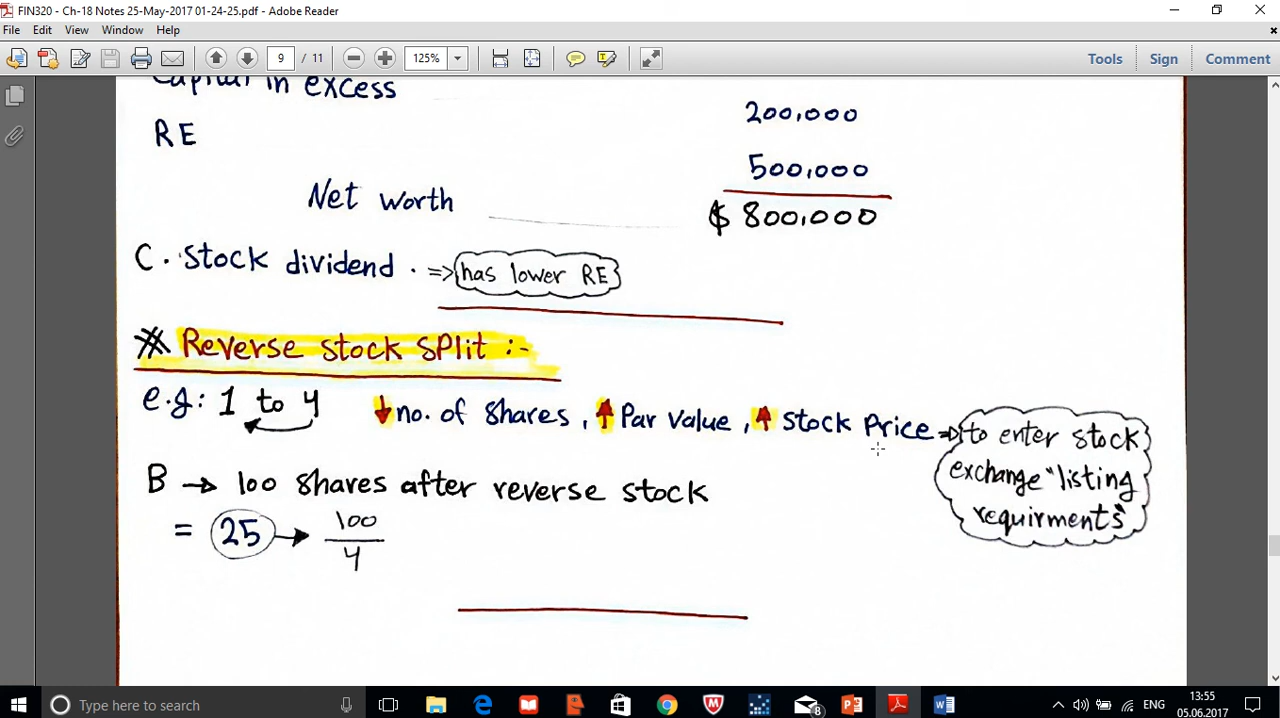 FIN320 - Ch-18 Notes 25-May-2017 01-24-25.pdf - Adobe Reader
File Edit View Window Help
9 / 11 125% Tools Sign Comment
Capital in excess
200,000
RE
500,000
Net worth $ 800,000
C. Stock dividend. => has lower RE
* Reverse stock split :-
e.g: 1 to 4 ↓ no. of shares, ↑ Par Value, ↑ Stock Price => to enter stock
exchange "listing
requirments"
B → 100 shares after reverse stock
= 25 → 100
4
Type here to search
8
ENG
13:55
05.06.2017